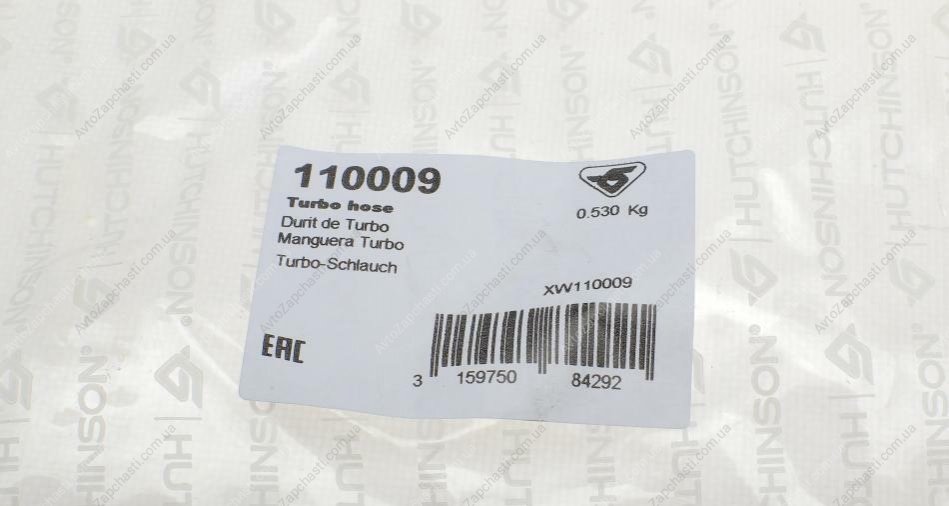 110009
Turbo hose
Durit de Turbo
Manguera Turbo
Turbo-Schlauch
0.530 Kg
XW110009
EAC
3 159750 84292
HUTCHINSON®
AvtoZapchasti.com.ua